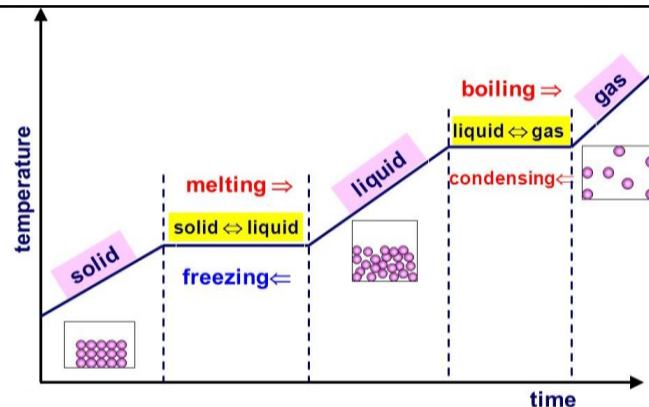 temperature
solid
melting ⇒
solid ⇔ liquid
freezing⇐
liquid
boiling ⇒
liquid ⇔ gas
condensing⇐
gas
time